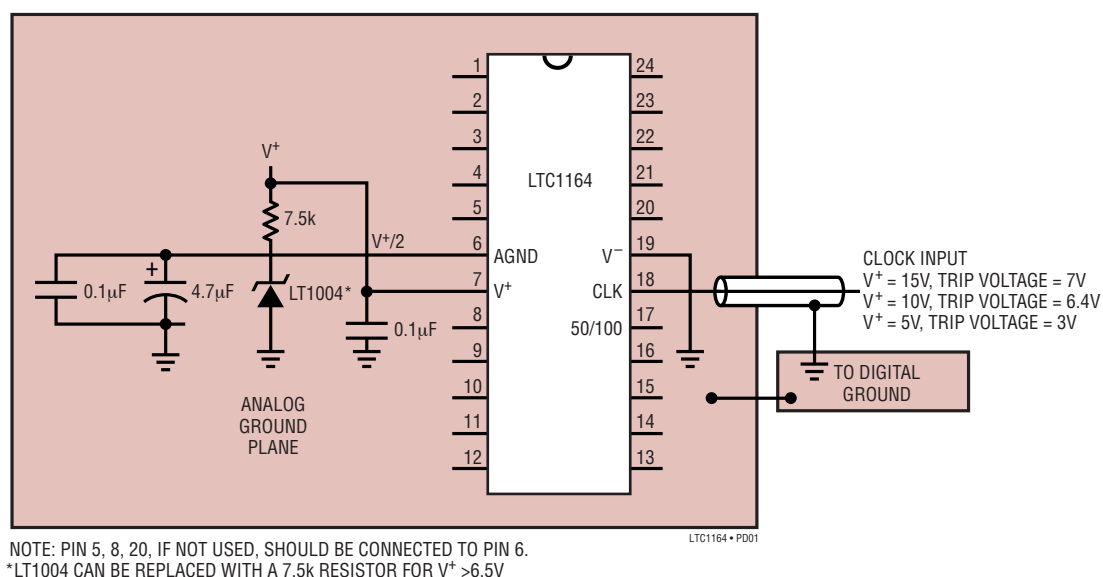 V+
7.5k
V+/2
0.1µF
+
4.7µF
LT1004*
0.1µF
ANALOG
GROUND
PLANE
1
2
3
4
5
6
7
8
9
10
11
12
LTC1164
AGND
V+
V−
CLK
50/100
24
23
22
21
20
19
18
17
16
15
14
13
CLOCK INPUT
V+ = 15V, TRIP VOLTAGE = 7V
V+ = 10V, TRIP VOLTAGE = 6.4V
V+ = 5V, TRIP VOLTAGE = 3V
TO DIGITAL
GROUND
LTC1164 • PD01
NOTE: PIN 5, 8, 20, IF NOT USED, SHOULD BE CONNECTED TO PIN 6.
*LT1004 CAN BE REPLACED WITH A 7.5k RESISTOR FOR V+ >6.5V